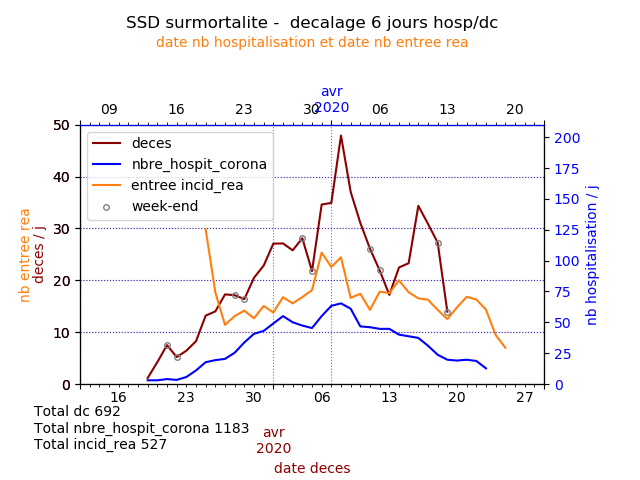 SSD surmortalite -  decalage 6 jours hosp/dc
date nb hospitalisation et date nb entree rea
avr
2020
09 16 23 30 06 13 20
50 200
40 175
30 150
20 125
10 100
0 75
50
25
0
deces
nbre_hospit_corona
entree incid_rea
week-end
nb entree rea
deces / j
nb hospitalisation / j
16 23 30 06 13 20 27
Total dc 692
Total nbre_hospit_corona 1183
Total incid_rea 527
avr
2020
date deces